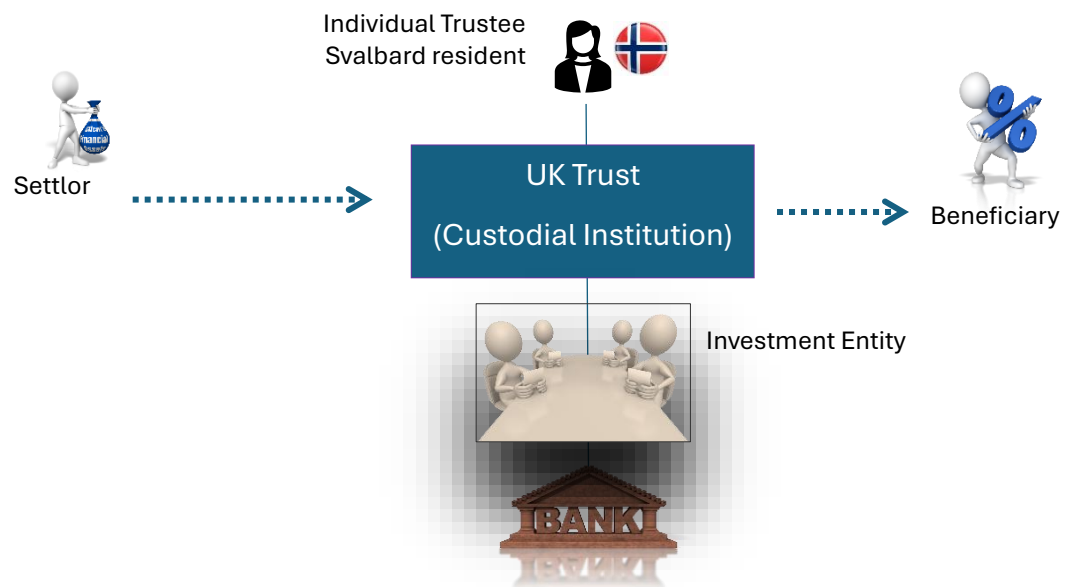 Individual Trustee
Svalbard resident
Settlor
UK Trust
(Custodial Institution)
Beneficiary
Investment Entity
BANK
%